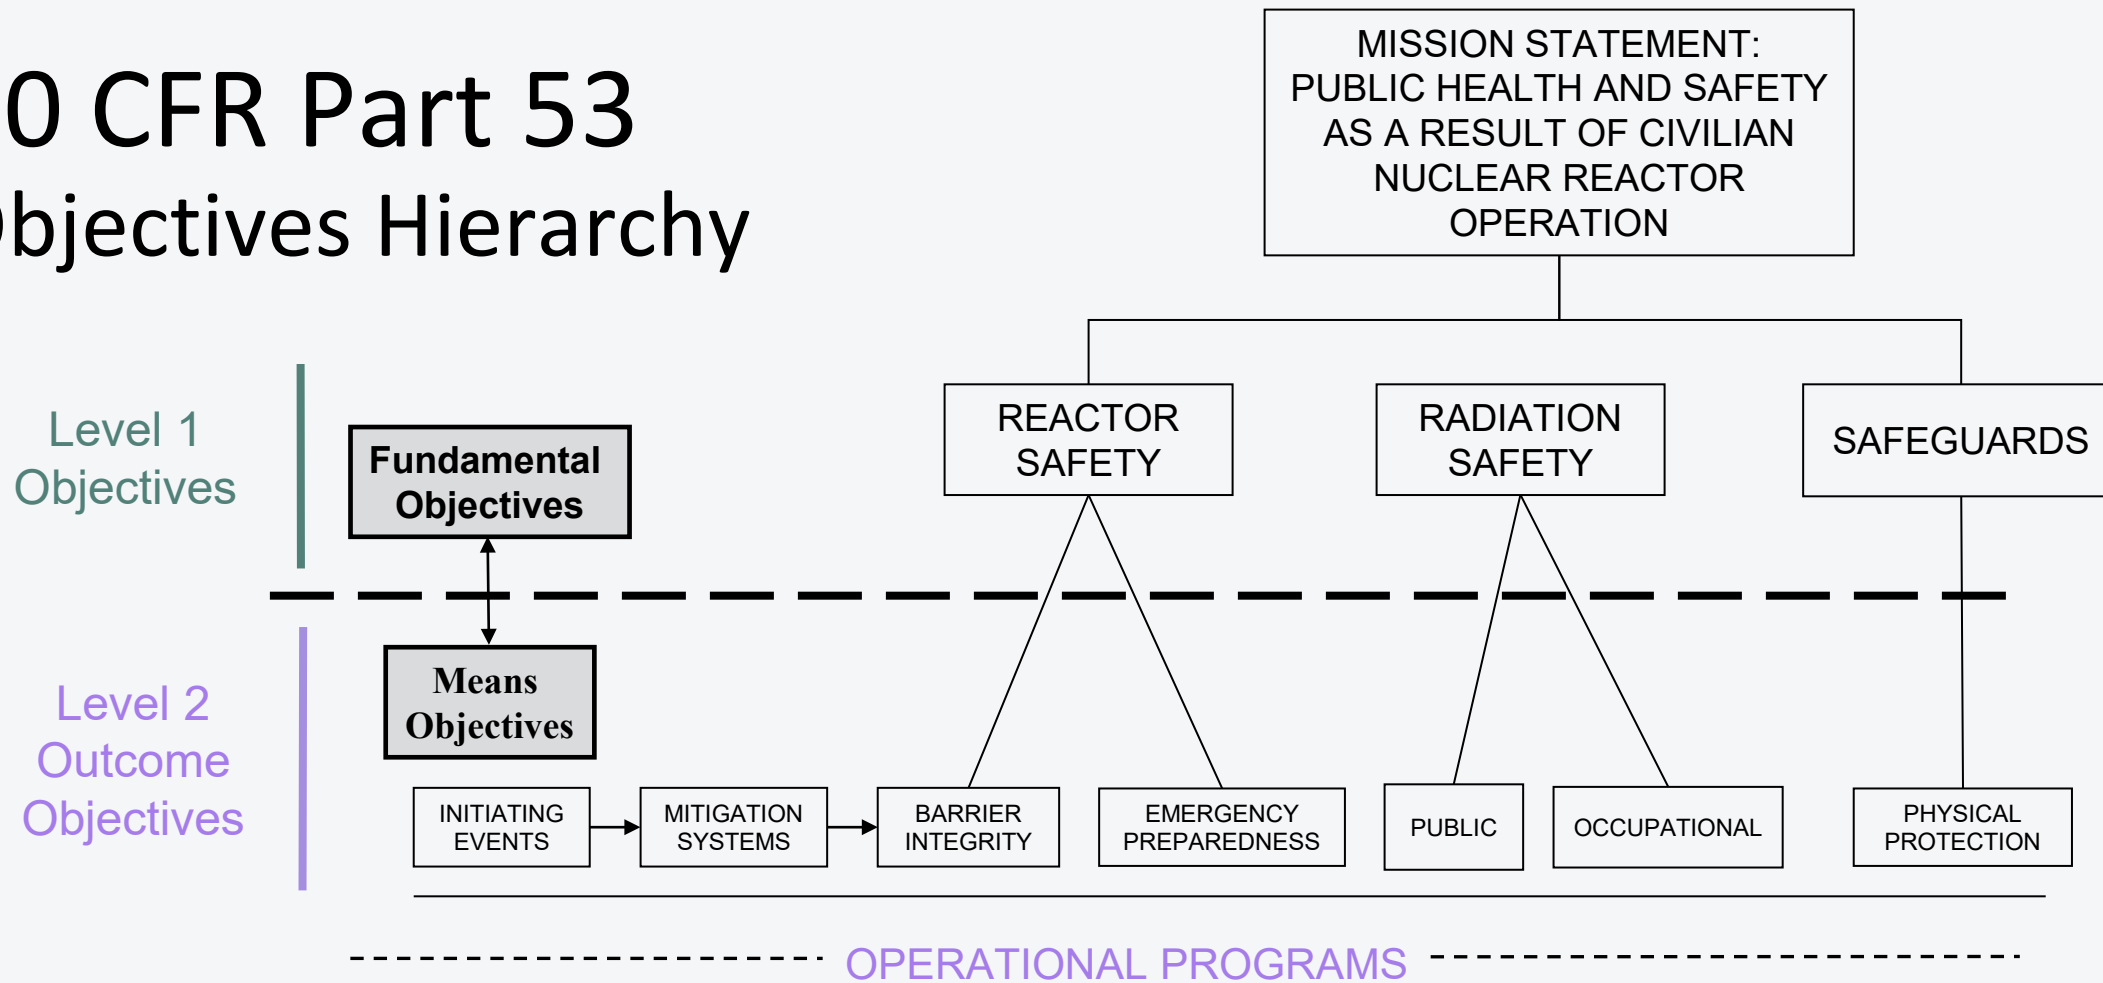 0 CFR Part 53
Objectives Hierarchy
MISSION STATEMENT:
PUBLIC HEALTH AND SAFETY
AS A RESULT OF CIVILIAN
NUCLEAR REACTOR
OPERATION
Level 1
Objectives
Fundamental
Objectives
REACTOR
SAFETY
RADIATION
SAFETY
SAFEGUARDS
Level 2
Outcome
Objectives
Means
Objectives
INITIATING
EVENTS
MITIGATION
SYSTEMS
BARRIER
INTEGRITY
EMERGENCY
PREPAREDNESS
PUBLIC
OCCUPATIONAL
PHYSICAL
PROTECTION
OPERATIONAL PROGRAMS